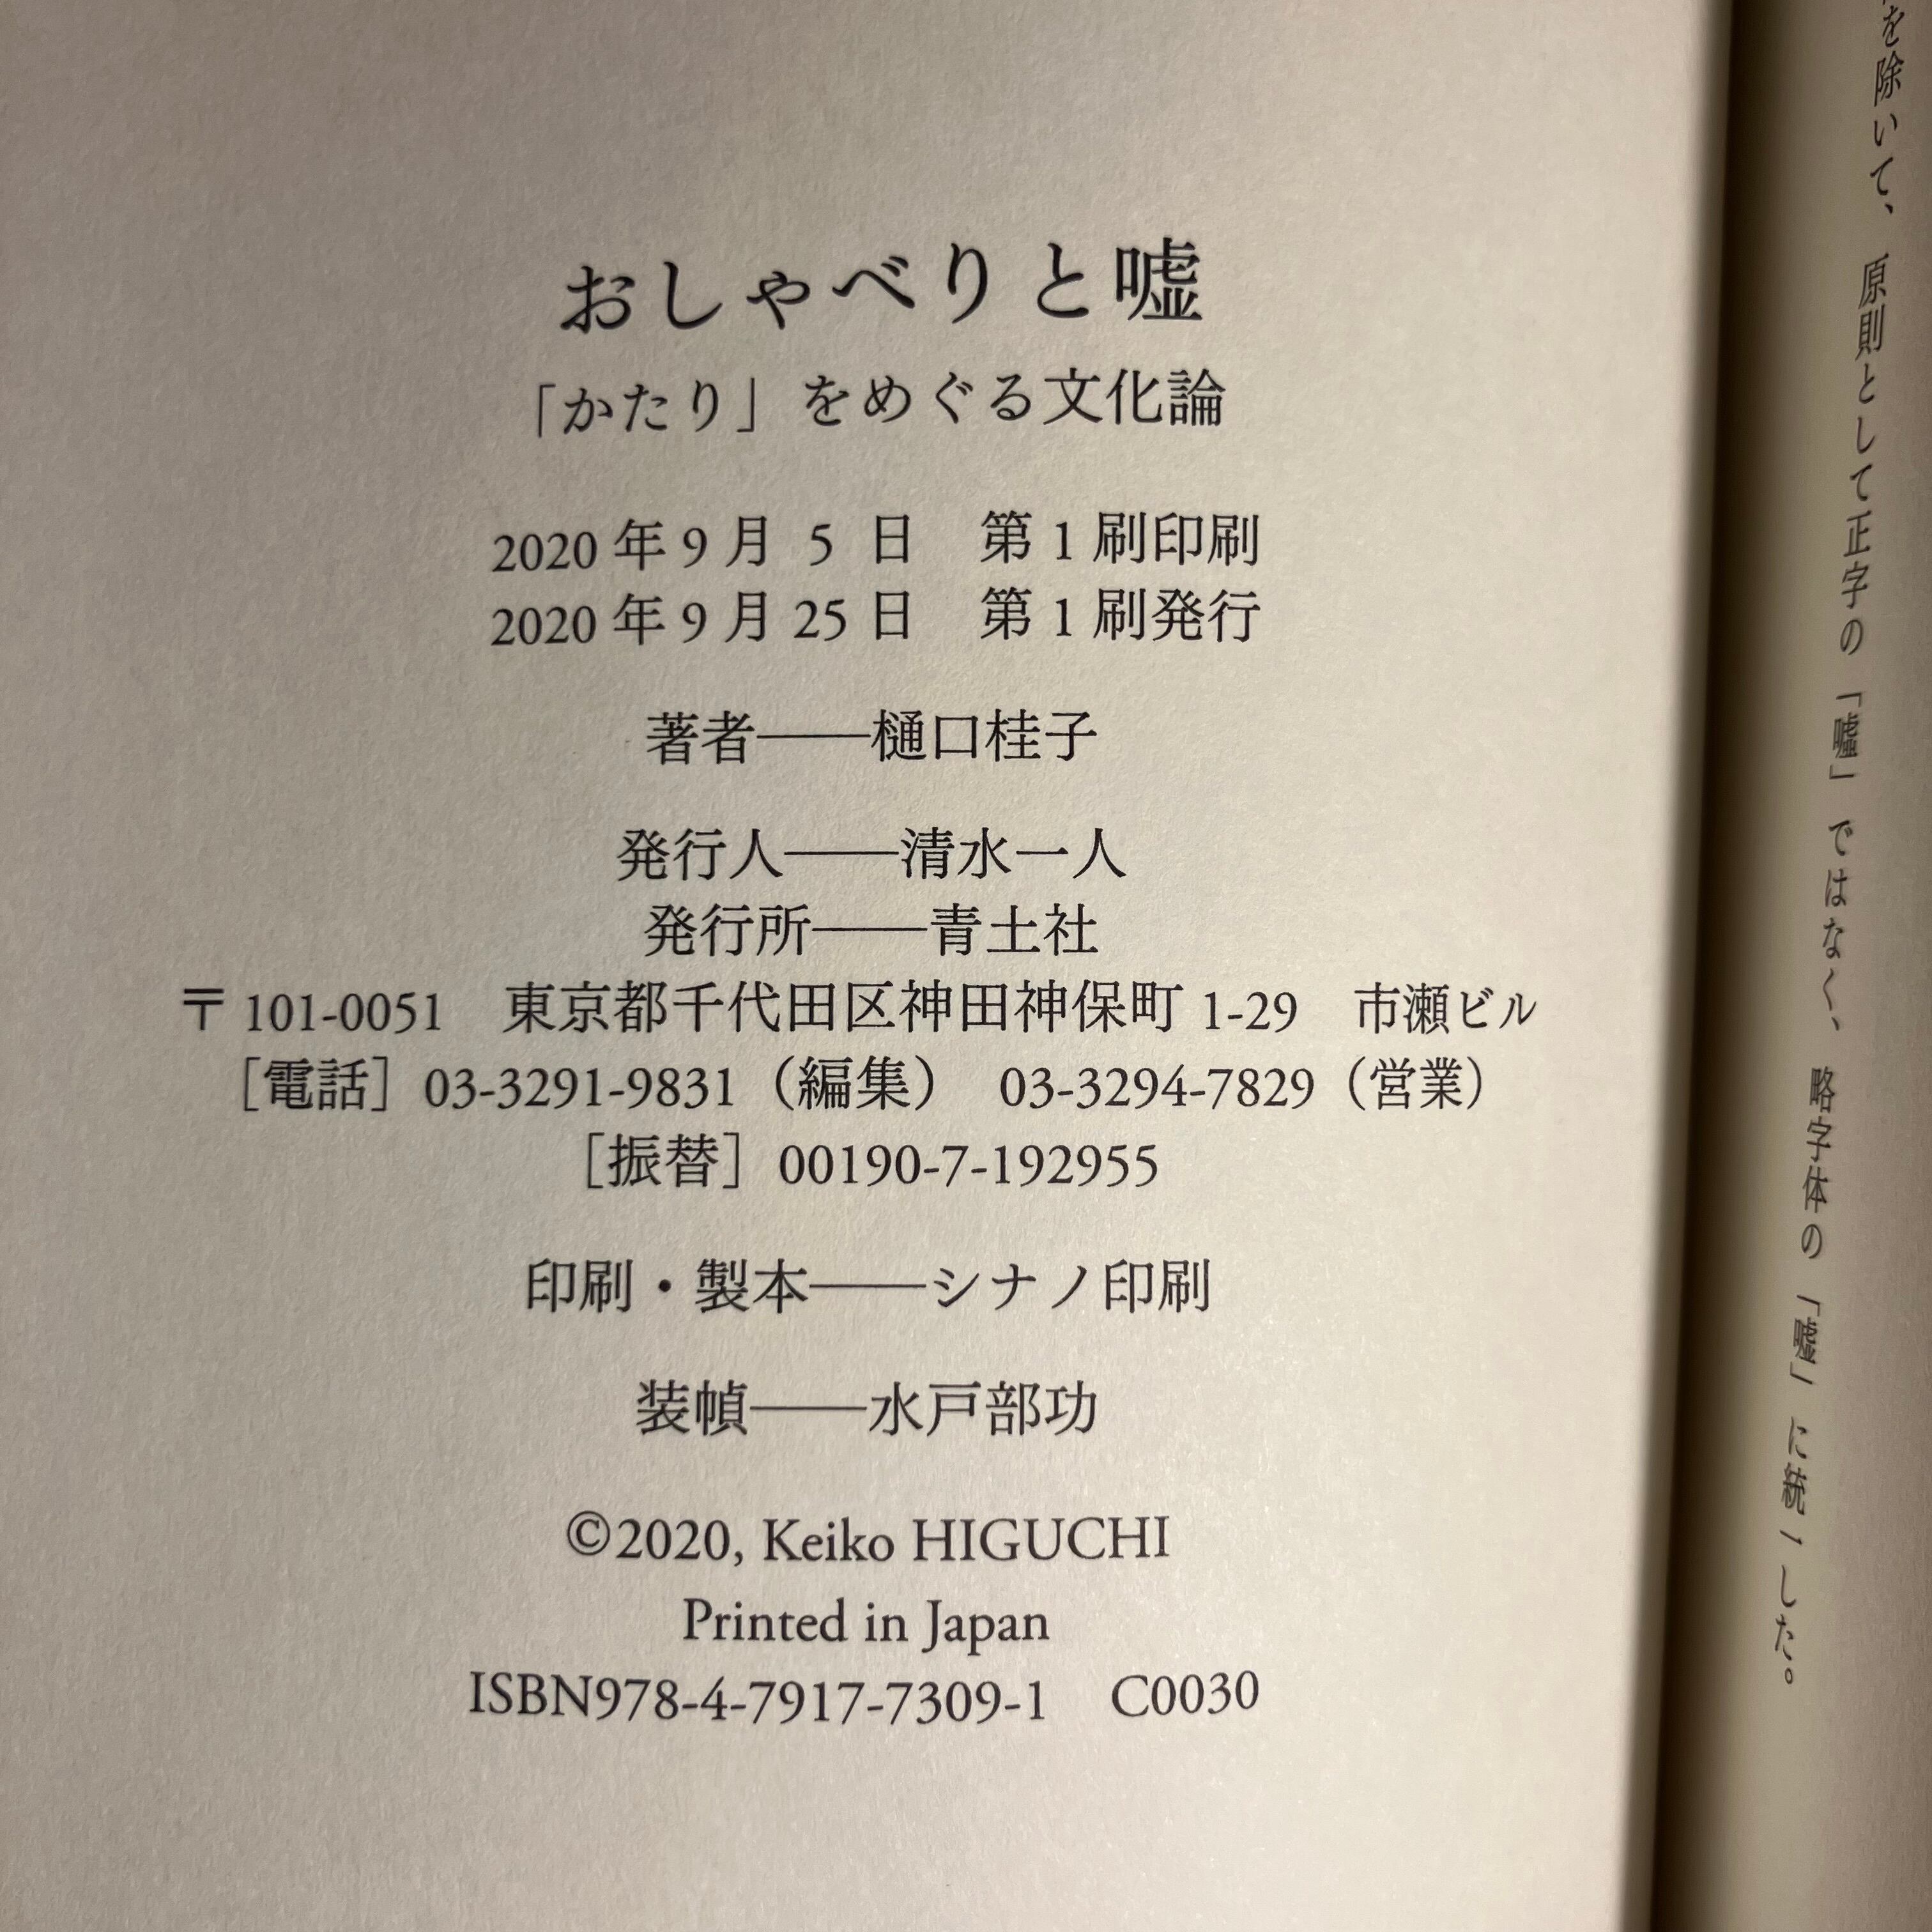 おしゃべりと嘘
「かたり」をめぐる文化論
2020年9月 5 日　第1刷印刷
2020年9月25日　第1刷発行
著者――樋口桂子
発行人――清水一人
発行所――青土社
〒101-0051　東京都千代田区神田神保町1-29　市瀬ビル
［電話］03-3291-9831（編集）　03-3294-7829（営業）
［振替］00190-7-192955
印刷・製本――シナノ印刷
装幀――水戸部功
©2020, Keiko HIGUCHI
Printed in Japan
ISBN978-4-7917-7309-1　C0030
を除いて、原則として正字の「噓」ではなく、略字体の「嘘」に統一した。